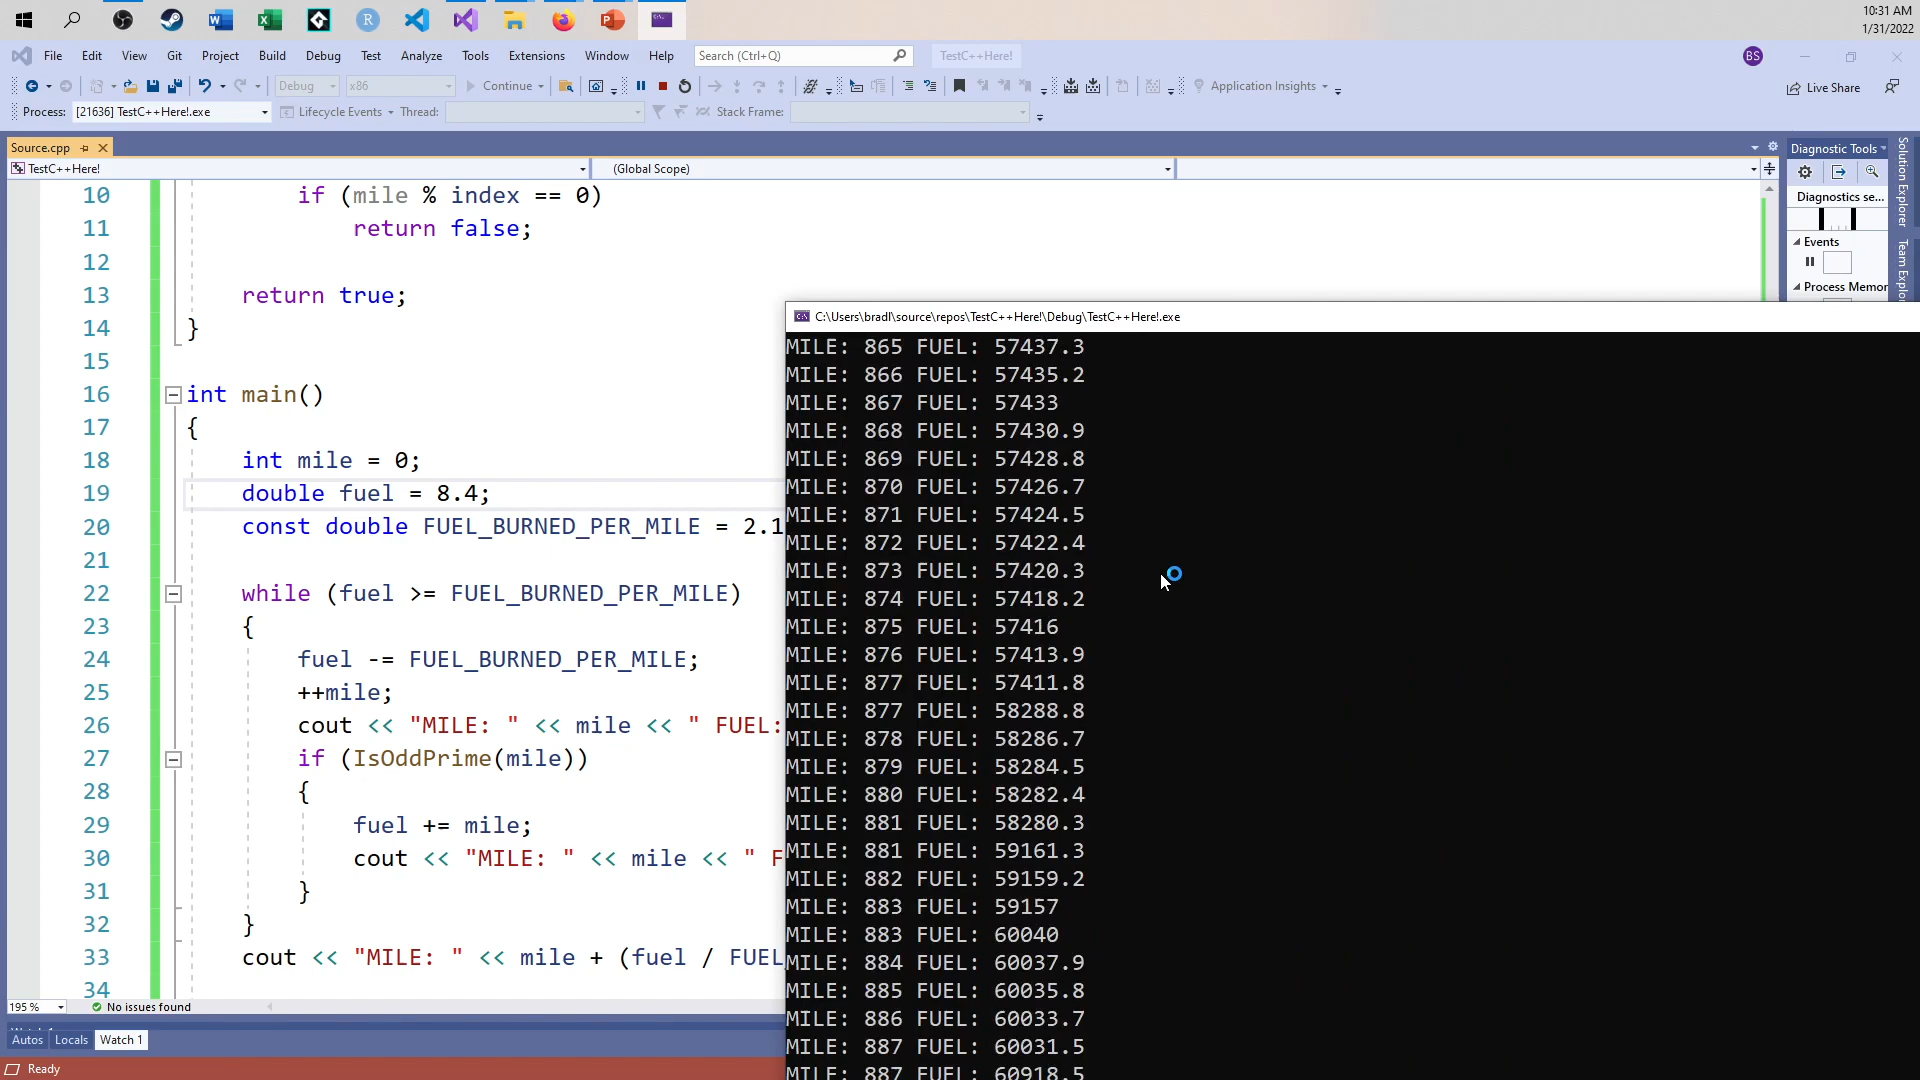 10:31 AM
1/31/2022
File Edit View Git Project Build Debug Test Analyze Tools Extensions Window Help Search (Ctrl+Q) TestC++Here! BS
Debug x86 Continue Application Insights Live Share
Process: [21636] TestC++Here!.exe Lifecycle Events Thread: Stack Frame:
Source.cpp
TestC++Here! (Global Scope)
10 if (mile % index == 0)
11 return false;
12
13 return true;
14 }
15
16 int main()
17 {
18 int mile = 0;
19 double fuel = 8.4;
20 const double FUEL_BURNED_PER_MILE = 2.1
21
22 while (fuel >= FUEL_BURNED_PER_MILE)
23 {
24 fuel -= FUEL_BURNED_PER_MILE;
25 ++mile;
26 cout << "MILE: " << mile << " FUEL:
27 if (IsOddPrime(mile))
28 {
29 fuel += mile;
30 cout << "MILE: " << mile << " F
31 }
32 }
33 cout << "MILE: " << mile + (fuel / FUEL
34
195 % No issues found
Autos Locals Watch 1
Ready
C:\Users\bradl\source\repos\TestC++Here!\Debug\TestC++Here!.exe
MILE: 865 FUEL: 57437.3
MILE: 866 FUEL: 57435.2
MILE: 867 FUEL: 57433
MILE: 868 FUEL: 57430.9
MILE: 869 FUEL: 57428.8
MILE: 870 FUEL: 57426.7
MILE: 871 FUEL: 57424.5
MILE: 872 FUEL: 57422.4
MILE: 873 FUEL: 57420.3
MILE: 874 FUEL: 57418.2
MILE: 875 FUEL: 57416
MILE: 876 FUEL: 57413.9
MILE: 877 FUEL: 57411.8
MILE: 877 FUEL: 58288.8
MILE: 878 FUEL: 58286.7
MILE: 879 FUEL: 58284.5
MILE: 880 FUEL: 58282.4
MILE: 881 FUEL: 58280.3
MILE: 881 FUEL: 59161.3
MILE: 882 FUEL: 59159.2
MILE: 883 FUEL: 59157
MILE: 883 FUEL: 60040
MILE: 884 FUEL: 60037.9
MILE: 885 FUEL: 60035.8
MILE: 886 FUEL: 60033.7
MILE: 887 FUEL: 60031.5
MILE: 887 FUEL: 60918.5
Diagnostic Tools
Diagnostics se...
Events
Process Memor
Solution Explorer
Team Explo